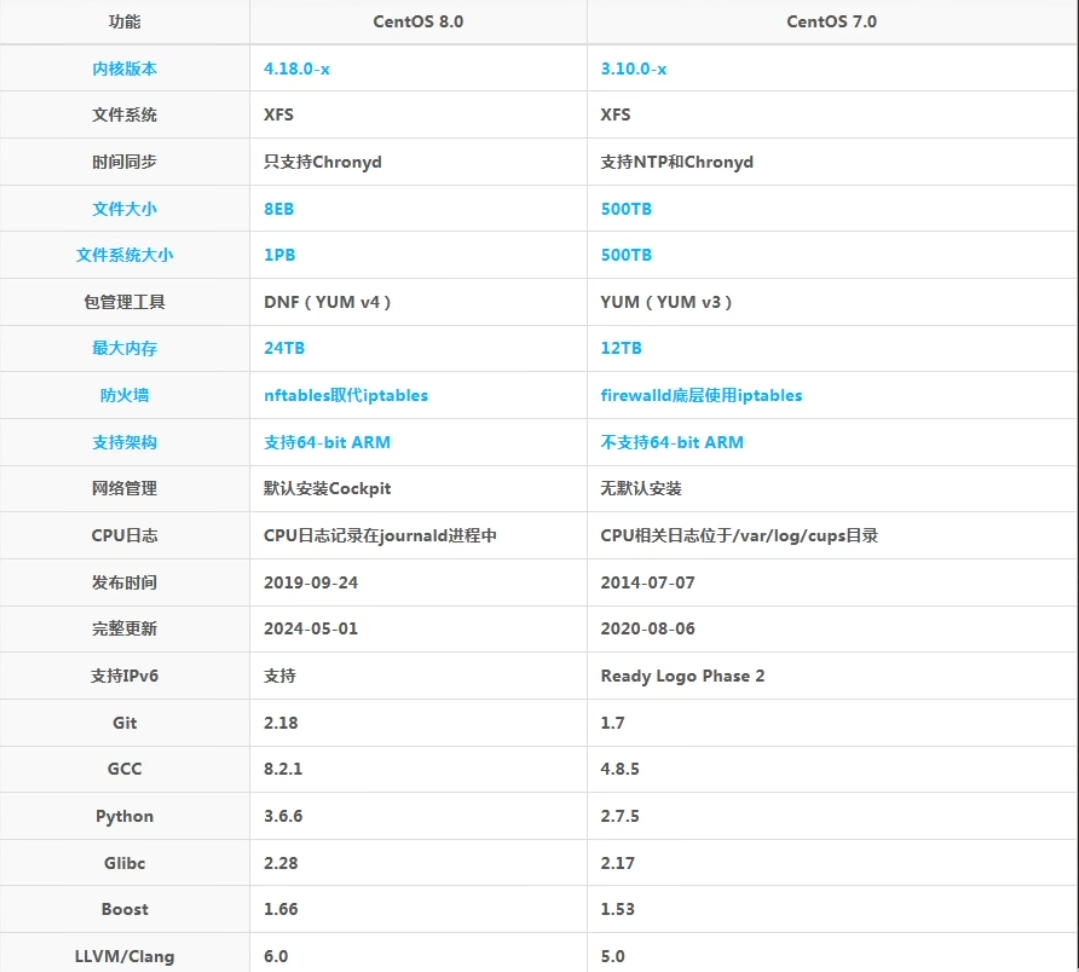 功能 CentOS 8.0 CentOS 7.0
内核版本 4.18.0-x 3.10.0-x
文件系统 XFS XFS
时间同步 只支持Chronyd 支持NTP和Chronyd
文件大小 8EB 500TB
文件系统大小 1PB 500TB
包管理工具 DNF ( YUM v4 ) YUM ( YUM v3 )
最大内存 24TB 12TB
防火墙 nftables取代iptables firewalld底层使用iptables
支持架构 支持64-bit ARM 不支持64-bit ARM
网络管理 默认安装Cockpit 无默认安装
CPU日志 CPU日志记录在journald进程中 CPU相关日志位于/var/log/cups目录
发布时间 2019-09-24 2014-07-07
完整更新 2024-05-01 2020-08-06
支持IPv6 支持 Ready Logo Phase 2
Git 2.18 1.7
GCC 8.2.1 4.8.5
Python 3.6.6 2.7.5
Glibc 2.28 2.17
Boost 1.66 1.53
LLVM/Clang 6.0 5.0